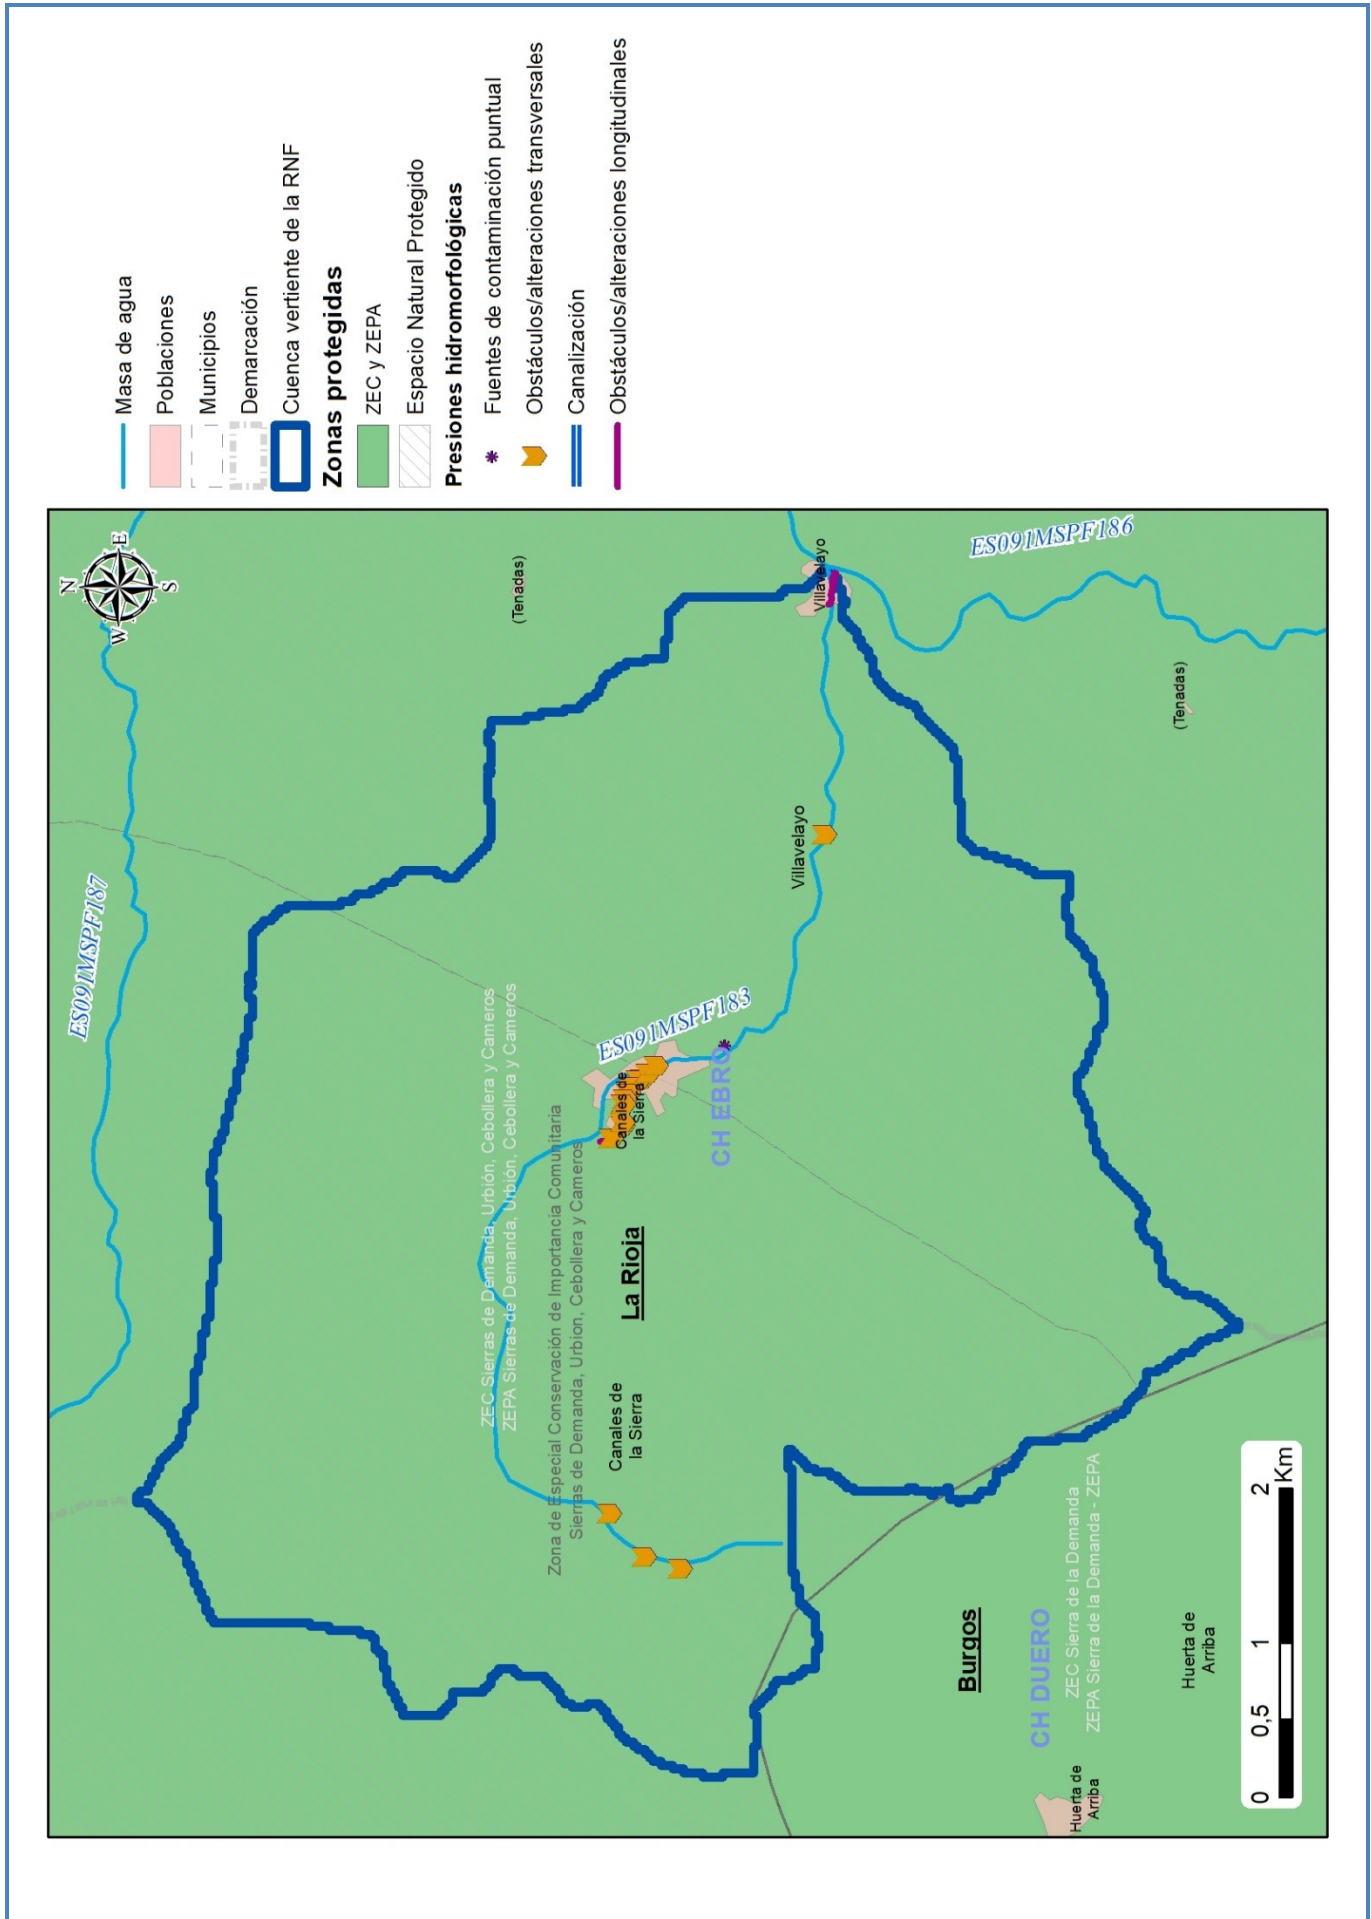 N
E
S
W
ES091MSPF187
(Tenadas)
ZEC Sierras de Demanda, Urbión, Cebollera y Cameros
ZEPA Sierras de Demanda, Urbión, Cebollera y Cameros
Zona de Especial Conservación de Importancia Comunitaria
Sierras de Demanda, Urbion, Cebollera y Cameros
ES091MSPF183
Canales de
la Sierra
Canales de
la Sierra
La Rioja
CH EBRO
Villavelayo
Villavelayo
ES091MSPF186
(Tenadas)
Burgos
CH DUERO
ZEC Sierra de la Demanda
ZEPA Sierra de la Demanda - ZEPA
Huerta de
Arriba
Huerta de
Arriba
0 0,5 1 2
Km
Masa de agua
Poblaciones
Municipios
Demarcación
Cuenca vertiente de la RNF
Zonas protegidas
ZEC y ZEPA
Espacio Natural Protegido
Presiones hidromorfológicas
Fuentes de contaminación puntual
Obstáculos/alteraciones transversales
Canalización
Obstáculos/alteraciones longitudinales